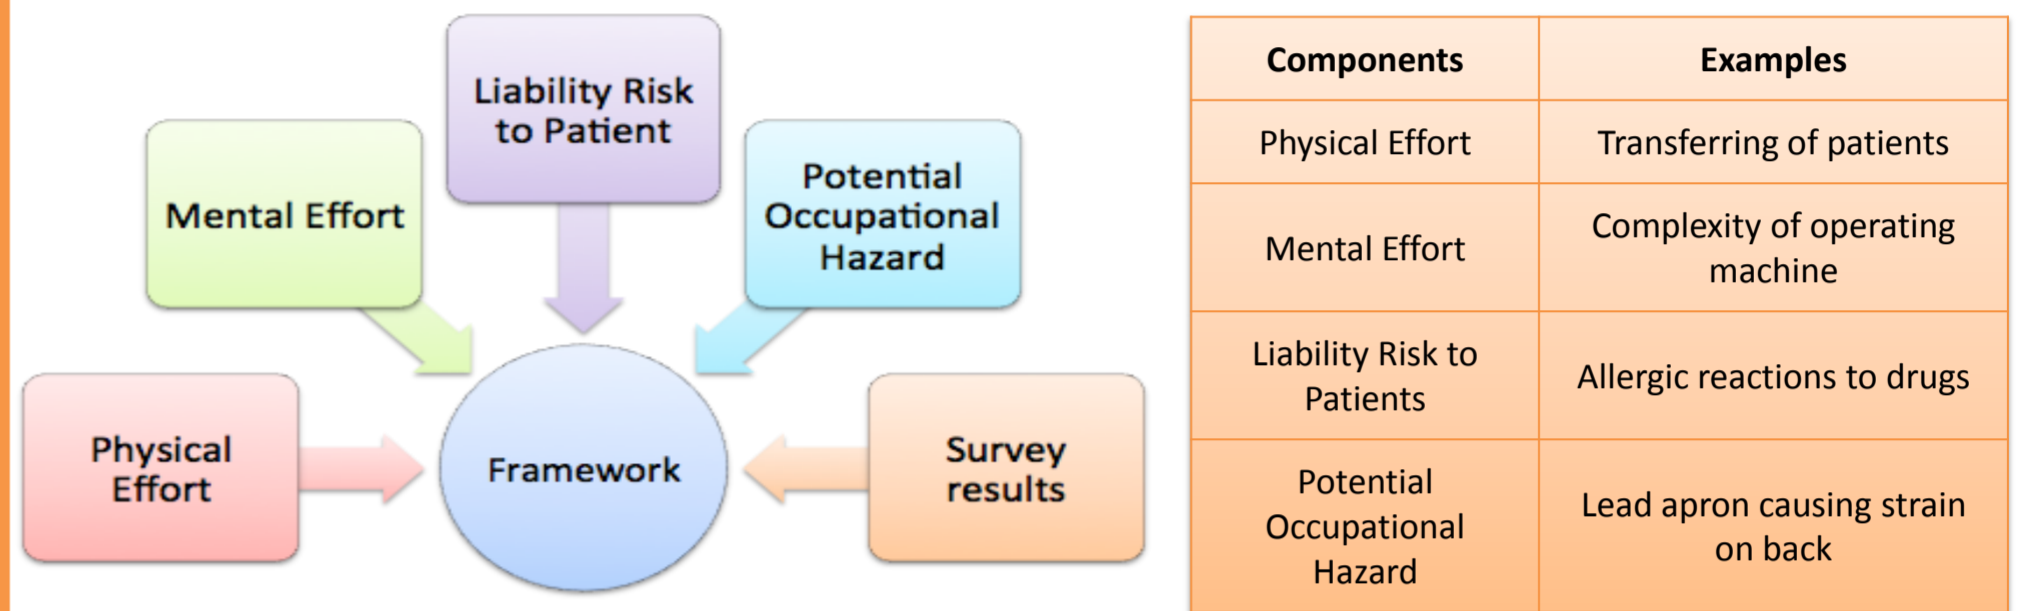 Liability Risk
to Patient
Mental Effort
Potential
Occupational
Hazard
Physical
Effort
Framework
Survey
results
Components
Examples
Physical Effort
Transferring of patients
Mental Effort
Complexity of operating
machine
Liability Risk to
Patients
Allergic reactions to drugs
Potential
Occupational
Hazard
Lead apron causing strain
on back